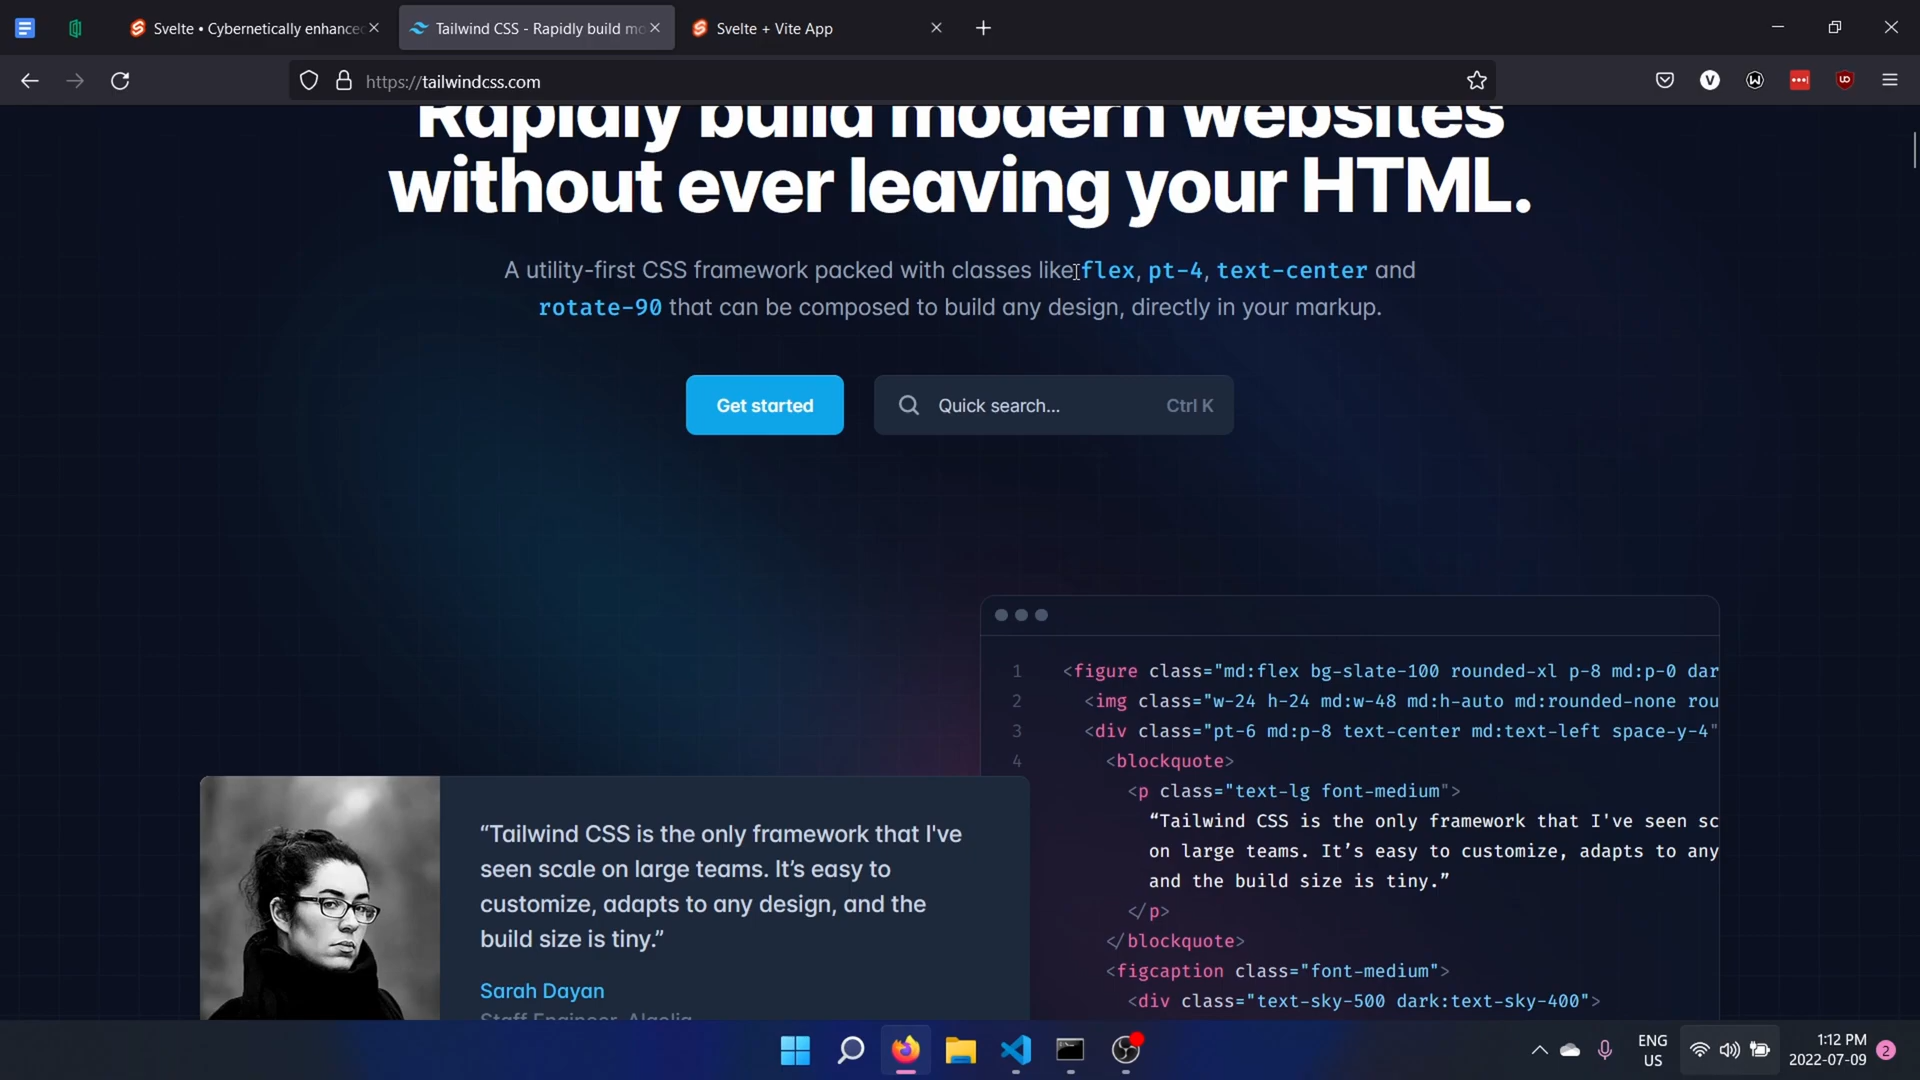 Svelte • Cybernetically enhanced
Tailwind CSS - Rapidly build mo
Svelte + Vite App
https://tailwindcss.com
Rapidly build modern websites
without ever leaving your HTML.
A utility-first CSS framework packed with classes like flex, pt-4, text-center and
rotate-90 that can be composed to build any design, directly in your markup.
Get started
Quick search...
Ctrl K
1 <figure class="md:flex bg-slate-100 rounded-xl p-8 md:p-0 dar
2 <img class="w-24 h-24 md:w-48 md:h-auto md:rounded-none rou
3 <div class="pt-6 md:p-8 text-center md:text-left space-y-4"
4 <blockquote>
<p class="text-lg font-medium">
“Tailwind CSS is the only framework that I've seen sc
on large teams. It’s easy to customize, adapts to any
and the build size is tiny.”
</p>
</blockquote>
<figcaption class="font-medium">
<div class="text-sky-500 dark:text-sky-400">
“Tailwind CSS is the only framework that I've
seen scale on large teams. It’s easy to
customize, adapts to any design, and the
build size is tiny.”
Sarah Dayan
Staff Engineer, Algolia
ENG
US
1:12 PM
2022-07-09
2